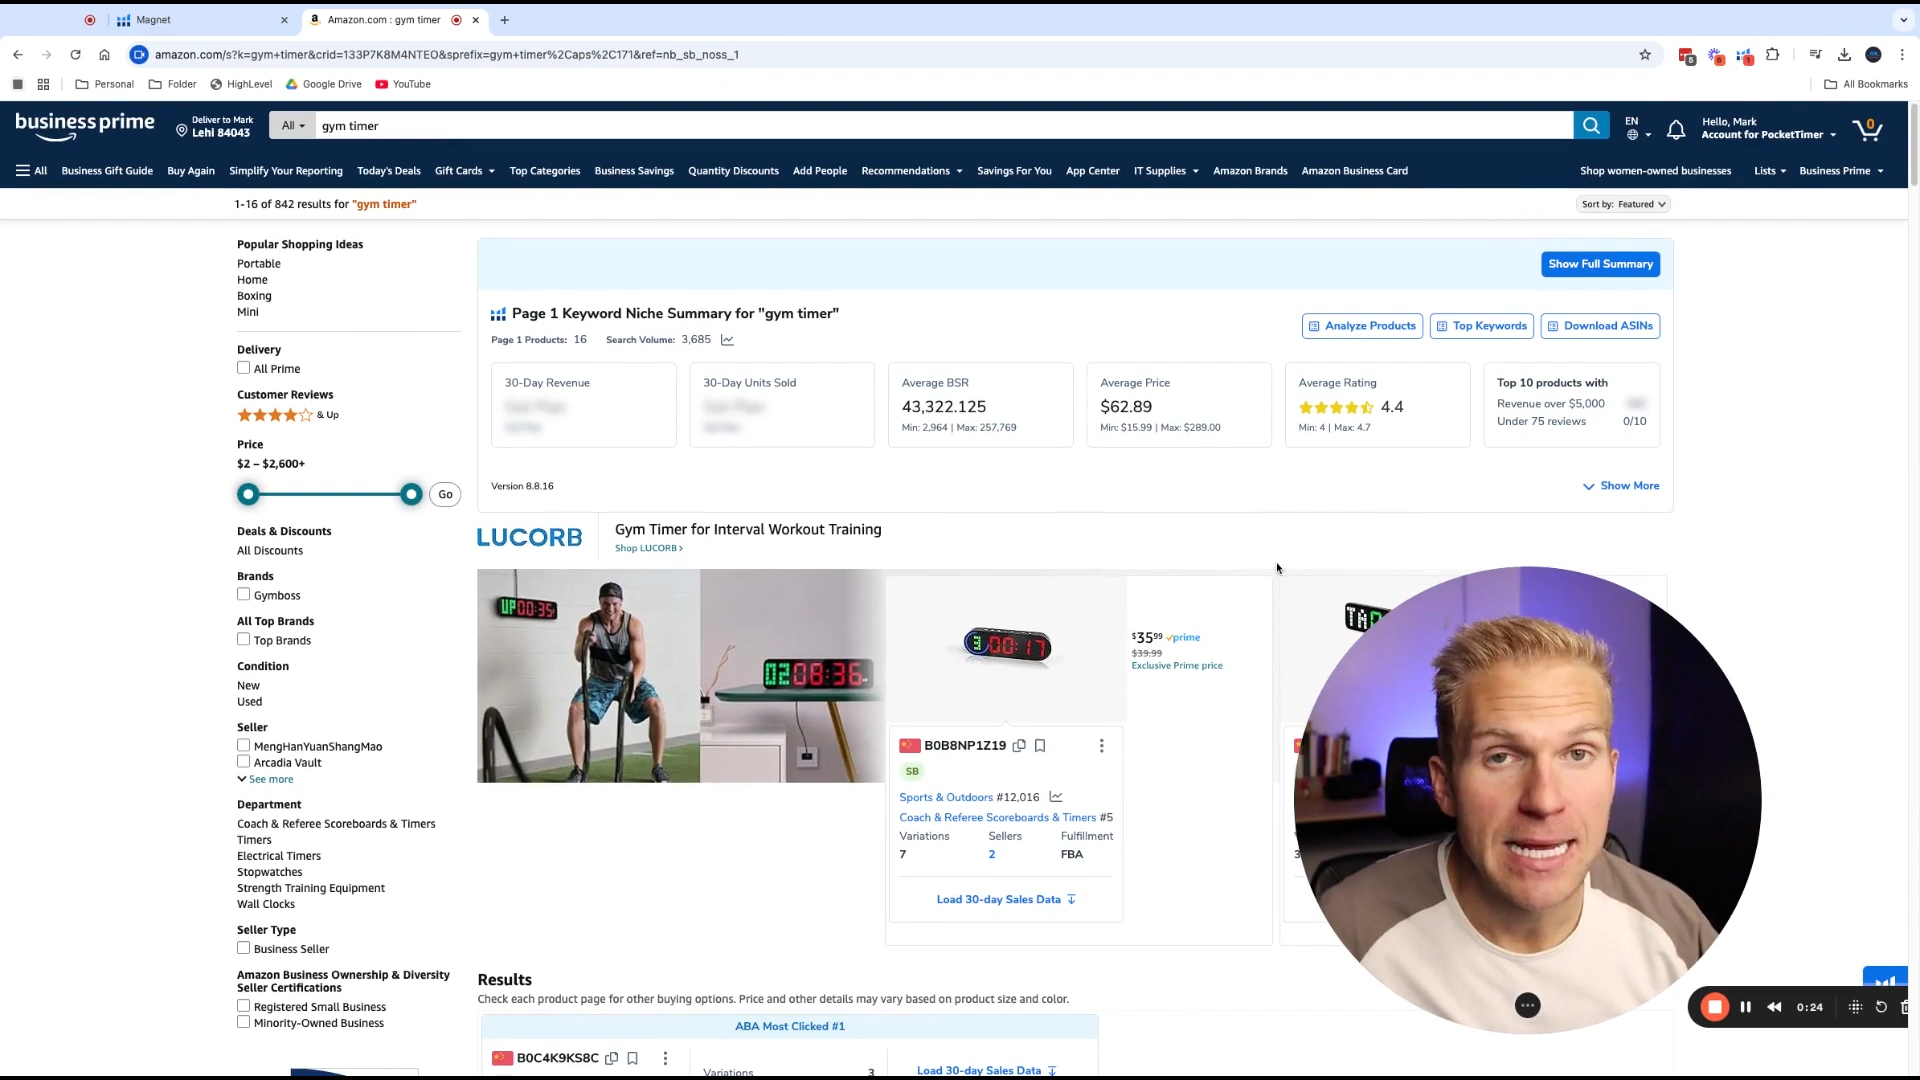 Magnet
Amazon.com : gym timer
amazon.com/s?k=gym+timer&crid=133P7K8M4NTEO&sprefix=gym+timer%2Caps%2C171&ref=nb_sb_noss_1
5
6
1
Personal
Folder
HighLevel
Google Drive
YouTube
All Bookmarks
business prime
Deliver to Mark
Lehi 84043
All
gym timer
EN
Hello, Mark
Account for PocketTimer
0
All
Business Gift Guide
Buy Again
Simplify Your Reporting
Today's Deals
Gift Cards
Top Categories
Business Savings
Quantity Discounts
Add People
Recommendations
Savings For You
App Center
IT Supplies
Amazon Brands
Amazon Business Card
Shop women-owned businesses
Lists
Business Prime
1-16 of 842 results for "gym timer"
Sort by: Featured
Popular Shopping Ideas
Portable
Home
Boxing
Mini
Delivery
All Prime
Customer Reviews
& Up
Price
$2 – $2,600+
Go
Deals & Discounts
All Discounts
Brands
Gymboss
All Top Brands
Top Brands
Condition
New
Used
Seller
MengHanYuanShangMao
Arcadia Vault
See more
Department
Coach & Referee Scoreboards & Timers
Timers
Electrical Timers
Stopwatches
Strength Training Equipment
Wall Clocks
Seller Type
Business Seller
Amazon Business Ownership & Diversity
Seller Certifications
Registered Small Business
Minority-Owned Business
Show Full Summary
Page 1 Keyword Niche Summary for "gym timer"
Page 1 Products: 16
Search Volume: 3,685
Analyze Products
Top Keywords
Download ASINs
30-Day Revenue
30-Day Units Sold
Average BSR
43,322.125
Min: 2,964 | Max: 257,769
Average Price
$62.89
Min: $15.99 | Max: $289.00
Average Rating
4.4
Min: 4 | Max: 4.7
Top 10 products with
Revenue over $5,000
Under 75 reviews 0/10
Version 8.8.16
Show More
LUCORB
Gym Timer for Interval Workout Training
Shop LUCORB ›
UP00:35
02 08:36
00:17
$35.99 prime
$39.99
Exclusive Prime price
B0B8NP1Z19
SB
Sports & Outdoors #12,016
Coach & Referee Scoreboards & Timers #5
Variations Sellers Fulfillment
7 2 FBA
Load 30-day Sales Data
3
Results
Check each product page for other buying options. Price and other details may vary based on product size and color.
ABA Most Clicked #1
B0C4K9KS8C
Variations 3
Load 30-day Sales Data
0:24